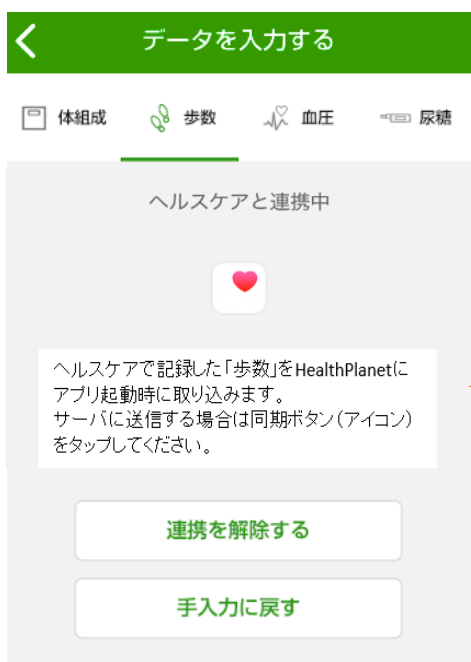 データを入力する
体組成
歩数
血圧
尿糖
ヘルスケアと連携中
ヘルスケアで記録した「歩数」をHealthPlanetに
アプリ起動時に取り込みます。
サーバに送信する場合は同期ボタン（アイコン）
をタップしてください。
連携を解除する
手入力に戻す